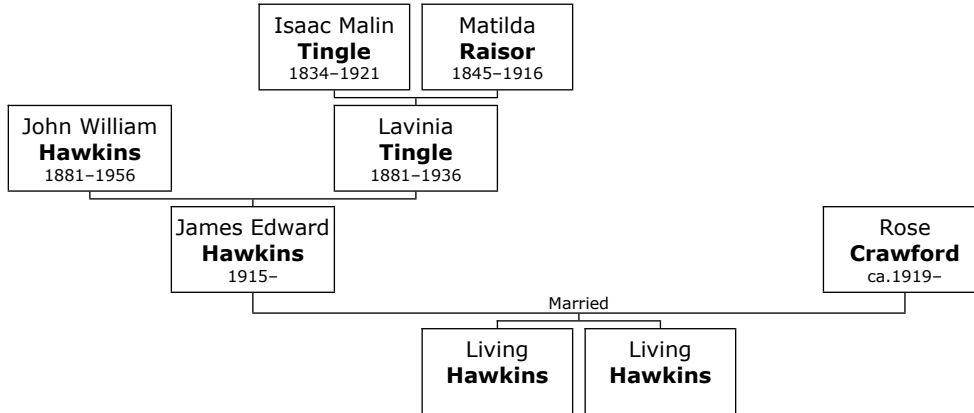 Isaac Malin
Tingle
1834–1921
Matilda
Raisor
1845–1916
John William
Hawkins
1881–1956
Lavinia
Tingle
1881–1936
James Edward
Hawkins
1915–
Rose
Crawford
ca.1919–
Married
Living
Hawkins
Living
Hawkins